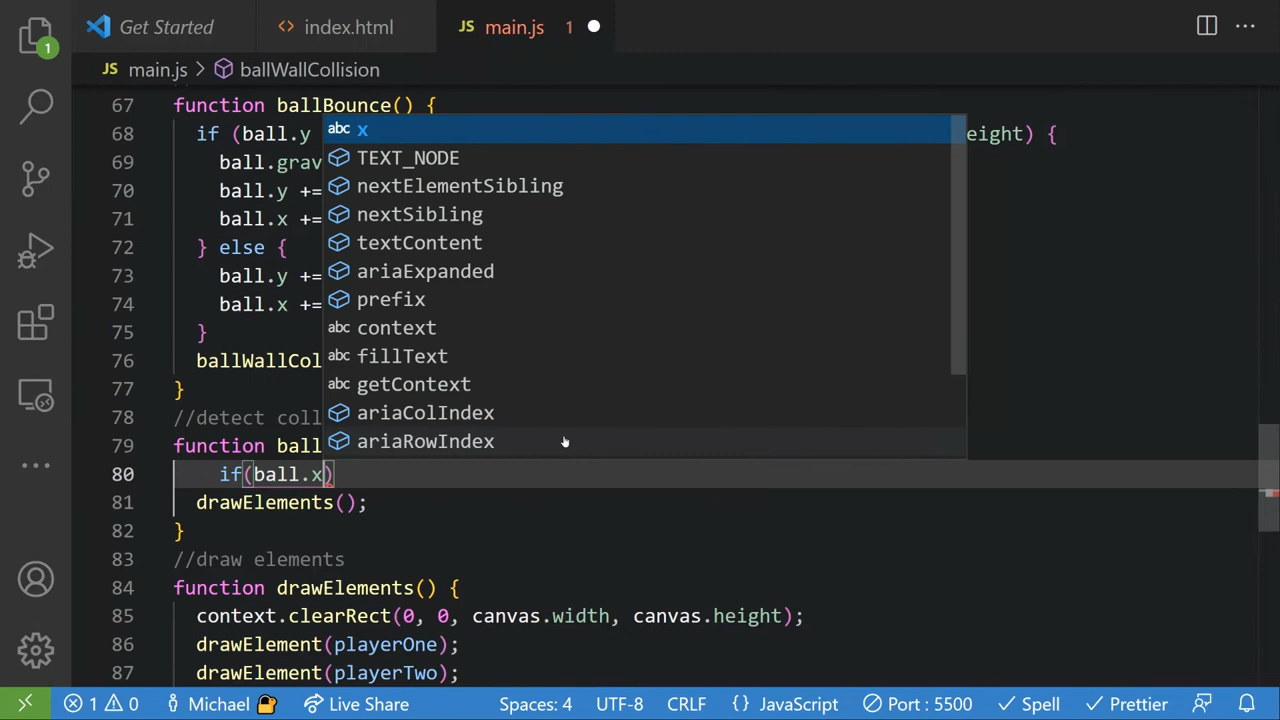 Get Started index.html JS main.js 1
JS main.js > ballWallCollision
67 function ballBounce() {
68 if (ball.y eight) {
69 ball.grav
70 ball.y +=
71 ball.x +=
72 } else {
73 ball.y +=
74 ball.x +=
75 }
76 ballWallCol
77 }
78 //detect coll
79 function ball
80 if(ball.x)
81 drawElements();
82 }
83 //draw elements
84 function drawElements() {
85 context.clearRect(0, 0, canvas.width, canvas.height);
86 drawElement(playerOne);
87 drawElement(playerTwo);
abc x
TEXT_NODE
nextElementSibling
nextSibling
textContent
ariaExpanded
prefix
abc context
abc fillText
abc getContext
ariaColIndex
ariaRowIndex
1
1 0 Michael Live Share Spaces: 4 UTF-8 CRLF {} JavaScript Port : 5500 Spell Prettier